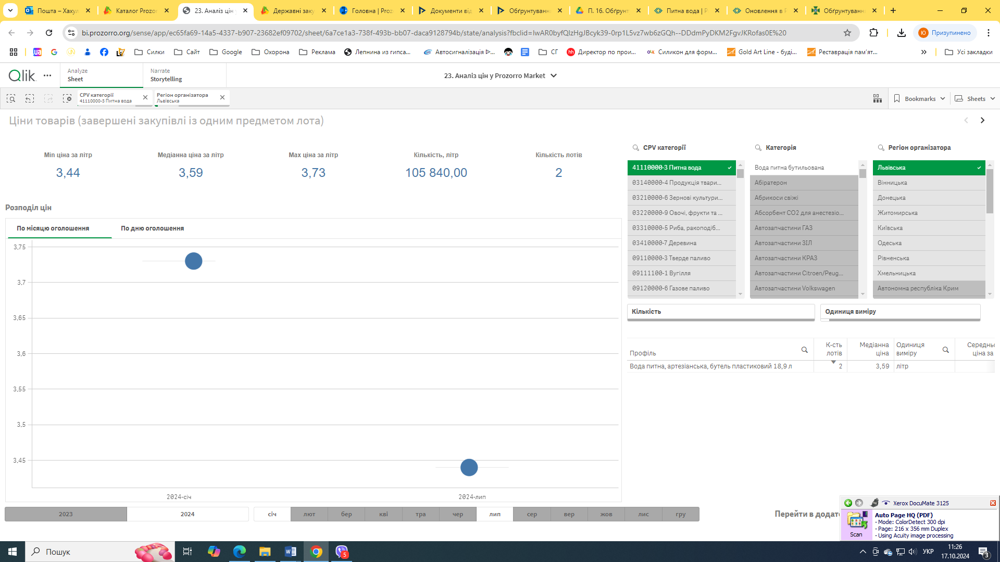 Пошта – Хаху
Каталог Prozor
23. Аналіз цін
Державні заку
Головна | Proz
Документи від
Обґрунтуванн
П. 16. Обґрун
Питна вода | Р
Оновлення в Р
Обґрунтуванн
bi.prozorro.org/sense/app/ec65fa69-14a5-4337-b907-23682ef09702/sheet/6a7ce1a3-738f-493b-bb07-daca9128794b/state/analysis?fbclid=IwAR0byfQlzHgJBcyk39-0rp1L5vz7wb6zGQh--DDdmPyDKM2FgvJKRofas0E%20
Ю Призупинено
Силки
Сайт
Google
Охорона
Реклама
Лепнина из гипса...
Автосигналізація ᐅ...
СГ
Директор по прои...
Силикон для форм...
Gold Art Line - буді...
Реставрація пам'ят...
Усі закладки
Qlik
Analyze
Sheet
Narrate
Storytelling
23. Аналіз цін у Prozorro Market
CPV категорії
41110000-3 Питна вода
Регіон організатора
Львівська
Bookmarks
Sheets
Ціни товарів (завершені закупівлі із одним предметом лота)
Min ціна за літр
3,44
Медіанна ціна за літр
3,59
Max ціна за літр
3,73
Кількість, літр
105 840,00
Кількість лотів
2
CPV категорії
41110000-3 Питна вода
03140000-4 Продукція твари...
03210000-6 Зернові культури...
03220000-9 Овочі, фрукти та ...
03310000-5 Риба, ракоподіб...
03410000-7 Деревина
09110000-3 Тверде паливо
09111100-1 Вугілля
09120000-6 Газове паливо
Категорія
Вода питна бутильована
Абіратерон
Абрикоси свіжі
Абсорбент CO2 для анестезіо...
Автозапчастини ГАЗ
Автозапчастини ЗІЛ
Автозапчастини КРАЗ
Автозапчастини Citroen/Peug...
Автозапчастини Volkswagen
Регіон організатора
Львівська
Вінницька
Донецька
Житомирська
Київська
Одеська
Рівненська
Хмельницька
Автономна республіка Крим
Розподіл цін
По місяцю оголошення
По дню оголошення
3,75
3,7
3,65
3,6
3,55
3,5
3,45
2024-січ
2024-лип
Кількість
Одиниця виміру
Профіль
К-сть лотів
Медіанна ціна
Одиниця виміру
Середньо
ціна за
Вода питна, артезіанська, бутель пластиковий 18,9 л
2
3,59
літр
2023
2024
січ
лют
бер
кві
тра
чер
лип
сер
вер
жов
лис
гру
Перейти в додат
Xerox DocuMate 3125
Auto Page HQ (PDF)
- Mode: ColorDetect 300 dpi
- Page: 216 x 356 mm Duplex
- Using Acuity image processing
Scan
Пошук
5
УКР
11:26
17.10.2024
3